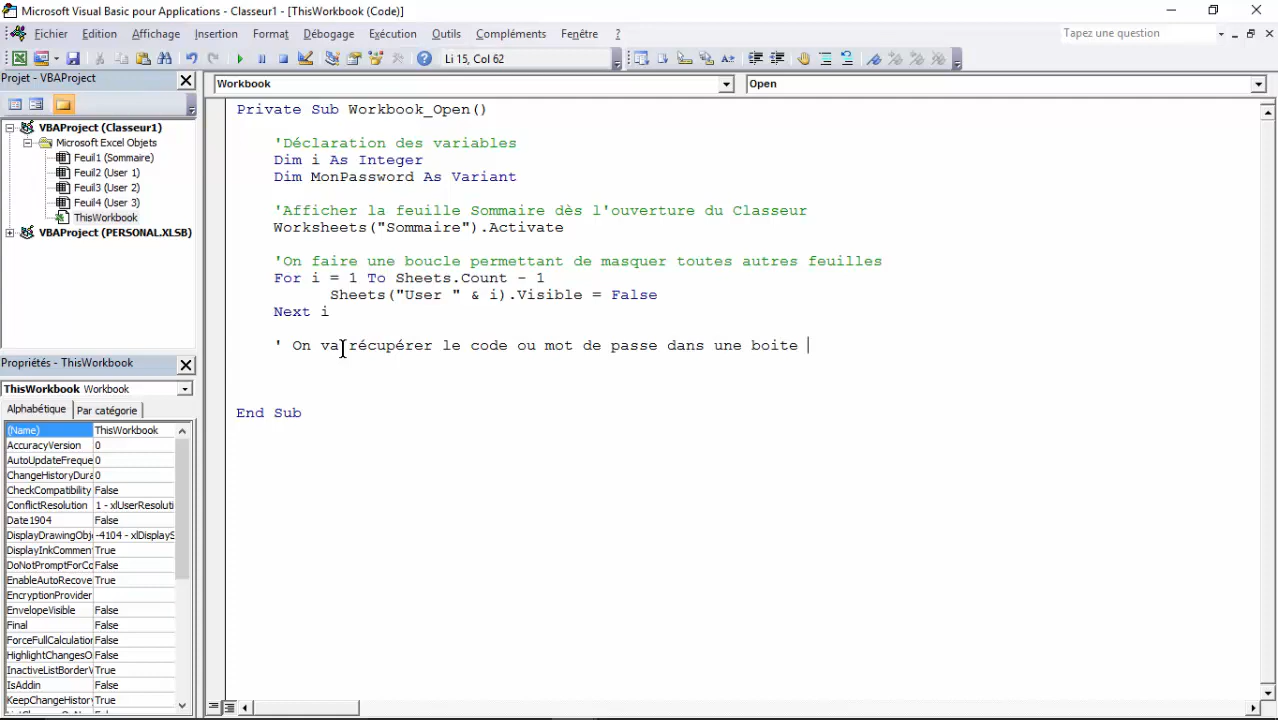 Microsoft Visual Basic pour Applications - Classeur1 - [ThisWorkbook (Code)]
Fichier Edition Affichage Insertion Format Débogage Exécution Outils Compléments Fenêtre ?
Tapez une question
Li 15, Col 62
Projet - VBAProject
Workbook
Open
VBAProject (Classeur1)
Microsoft Excel Objets
Feuil1 (Sommaire)
Feuil2 (User 1)
Feuil3 (User 2)
Feuil4 (User 3)
ThisWorkbook
VBAProject (PERSONAL.XLSB)
Private Sub Workbook_Open()
'Déclaration des variables
Dim i As Integer
Dim MonPassword As Variant
'Afficher la feuille Sommaire dès l'ouverture du Classeur
Worksheets("Sommaire").Activate
'On faire une boucle permettant de masquer toutes autres feuilles
For i = 1 To Sheets.Count - 1
Sheets("User " & i).Visible = False
Next i
' On va récupérer le code ou mot de passe dans une boite
End Sub
Propriétés - ThisWorkbook
ThisWorkbook Workbook
Alphabétique Par catégorie
(Name) ThisWorkbook
AccuracyVersion 0
AutoUpdateFreque 0
ChangeHistoryDura 0
CheckCompatibility False
ConflictResolution 1 - xlUserResoluti
Date1904 False
DisplayDrawingObj -4104 - xlDisplayS
DisplayInkCommen True
DoNotPromptForCo False
EnableAutoRecove True
EncryptionProvider
EnvelopeVisible False
Final False
ForceFullCalculation False
HighlightChangesO False
InactiveListBorderV True
IsAddin False
KeepChangeHistory True